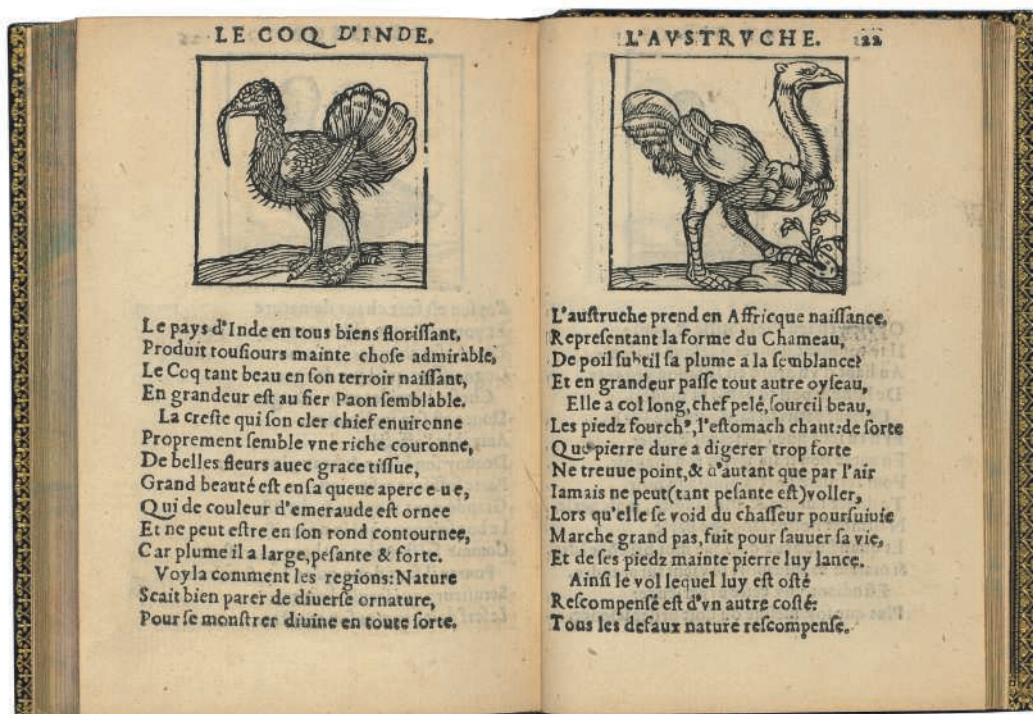 LE COQ D'INDE.
Le pays d'Inde en tous biens floriſſant,
Produit touſiours mainte choſe admirable,
Le Coq tant beau en ſon terroir naiſſant,
En grandeur eſt au fier Paon ſemblable.
La creſte qui ſon cler chief enuironne
Proprement ſemble vne riche couronne,
De belles fleurs auec grace tiſſue,
Grand beauté eſt en ſa queue aperceue,
Qui de couleur d'emeraude eſt ornee
Et ne peut eſtre en ſon rond contournee,
Car plume il a large, peſante & forte.
Voyla comment les regions: Nature
Scait bien parer de diuerſe ornature,
Pour ſe monſtrer diuine en toute ſorte.
L'AVSTRVCHE. 22
L'auſtruche prend en Affricque naiſſance,
Repreſentant la forme du Chameau,
De poil ſubtil ſa plume a la ſemblance:
Et en grandeur paſſe tout autre oyſeau,
Elle a col long, chef pelé, ſourcil beau,
Les piedz fourch⁹, l'eſtomach chaut: de ſorte
Que pierre dure a digerer trop forte
Ne treuue point, & d'autant que par l'air
Iamais ne peut (tant peſante eſt) voller,
Lors qu'elle ſe void du chaſſeur pourſuiuie
Marche grand pas, fuit pour ſauuer ſa vie,
Et de ſes piedz mainte pierre luy lance.
Ainſi le vol lequel luy eſt oſté
Reſcompenſé eſt d'vn autre coſté:
Tous les defaux nature reſcompenſe.